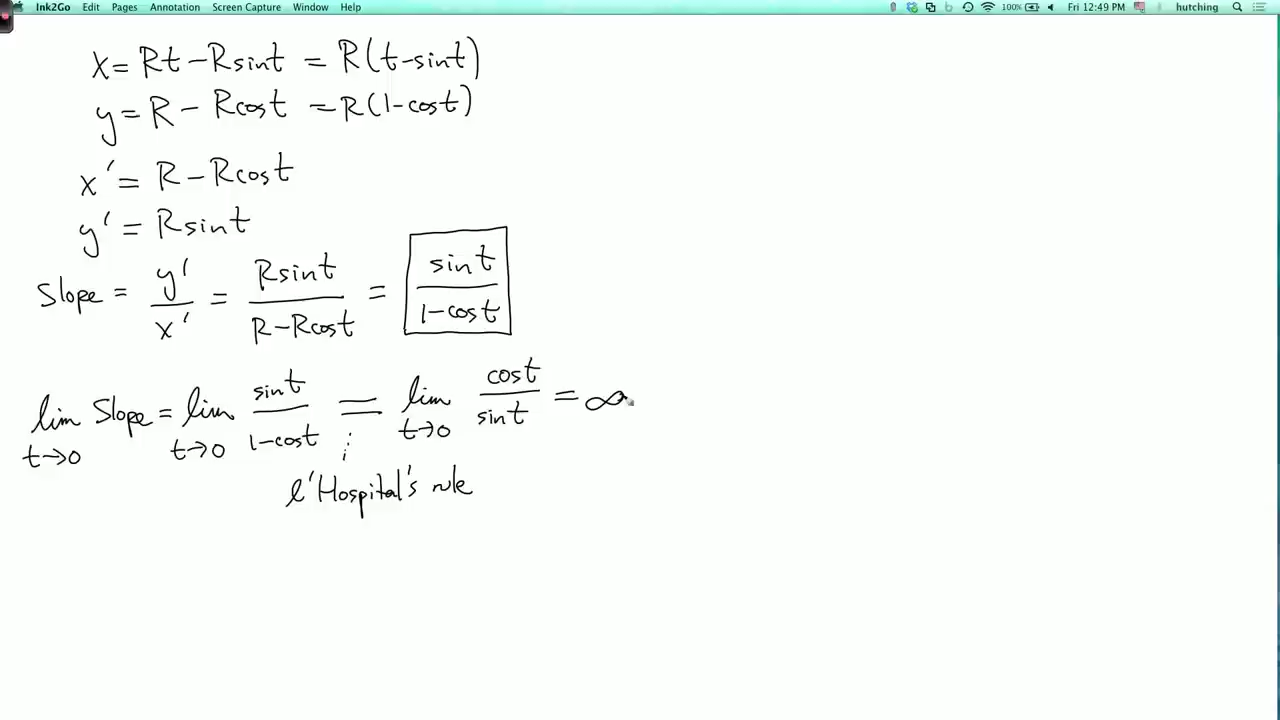 Ink2Go Edit Pages Annotation Screen Capture Window Help 100% Fri 12:49 PM hutching
x = Rt - Rsint = R(t-sint)
y = R - Rcost = R(1-cost)
x' = R - Rcost
y' = Rsint
Slope = y'/x' = Rsint/R-Rcost = sint/1-cost
lim t→0 Slope = lim t→0 sint/1-cost = lim t→0 cost/sint = ∞
l'Hospital's rule